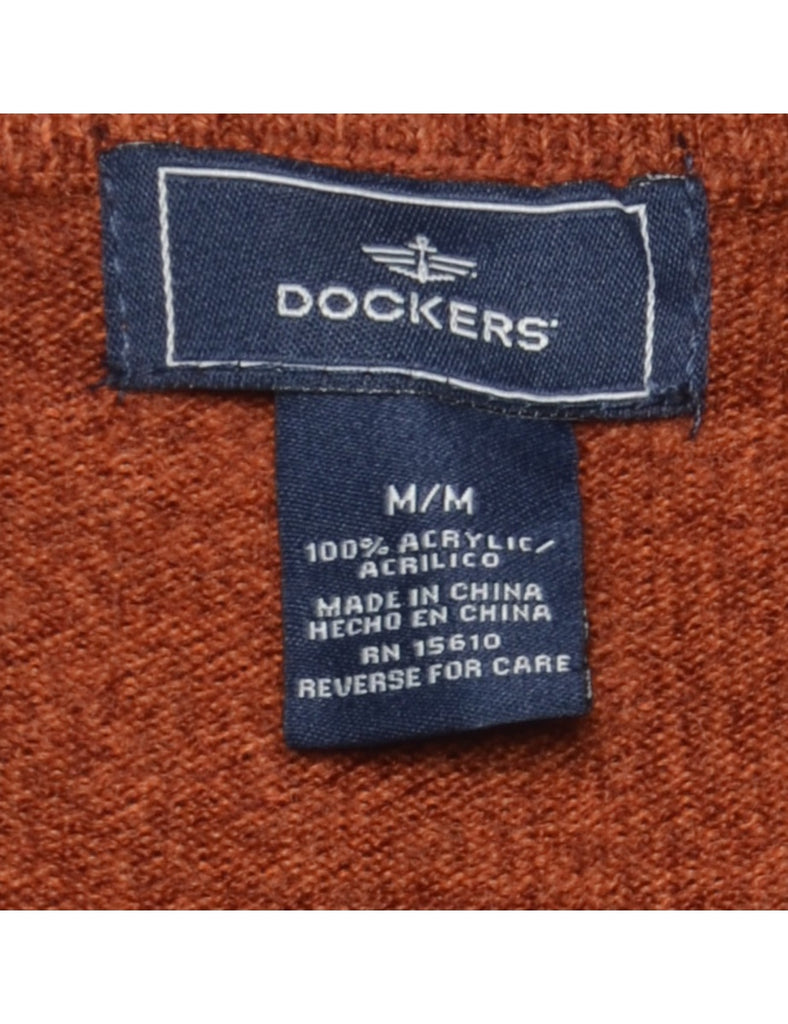 DOCKERS
M/M
100% ACRYLIC/
ACRILICO
MADE IN CHINA
HECHO EN CHINA
RN 15610
REVERSE FOR CARE